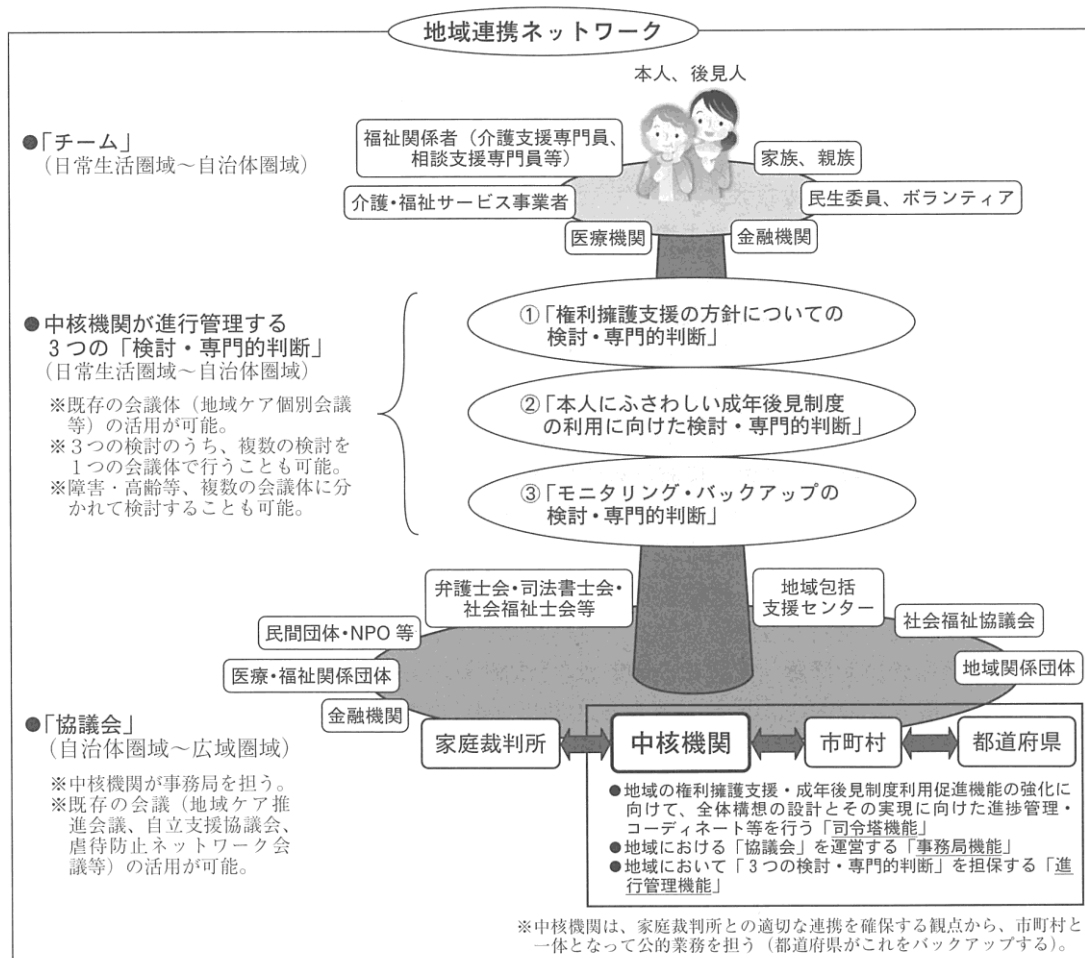 地域連携ネットワーク
本人、後見人
●「チーム」
（日常生活圏域～自治体圏域）
福祉関係者（介護支援専門員、
相談支援専門員等）
家族、親族
介護・福祉サービス事業者
民生委員、ボランティア
医療機関
金融機関
●中核機関が進行管理する
３つの「検討・専門的判断」
（日常生活圏域～自治体圏域）
※既存の会議体（地域ケア個別会議
等）の活用が可能。
※３つの検討のうち、複数の検討を
１つの会議体で行うことも可能。
※障害・高齢等、複数の会議体に分
かれて検討することも可能。
①「権利擁護支援の方針についての
検討・専門的判断」
②「本人にふさわしい成年後見制度
の利用に向けた検討・専門的判断」
③「モニタリング・バックアップの
検討・専門的判断」
弁護士会・司法書士会・
社会福祉士会等
地域包括
支援センター
民間団体・NPO 等
社会福祉協議会
医療・福祉関係団体
地域関係団体
金融機関
●「協議会」
（自治体圏域～広域圏域）
※中核機関が事務局を担う。
※既存の会議（地域ケア推
進会議、自立支援協議会、
虐待防止ネットワーク会
議等）の活用が可能。
家庭裁判所
中核機関
市町村
都道府県
●地域の権利擁護支援・成年後見制度利用促進機能の強化に
向けて、全体構想の設計とその実現に向けた進捗管理・
コーディネート等を行う「司令塔機能」
●地域における「協議会」を運営する「事務局機能」
●地域において「３つの検討・専門的判断」を担保する「進
行管理機能」
※中核機関は、家庭裁判所との適切な連携を確保する観点から、市町村と
一体となって公的業務を担う（都道府県がこれをバックアップする）。